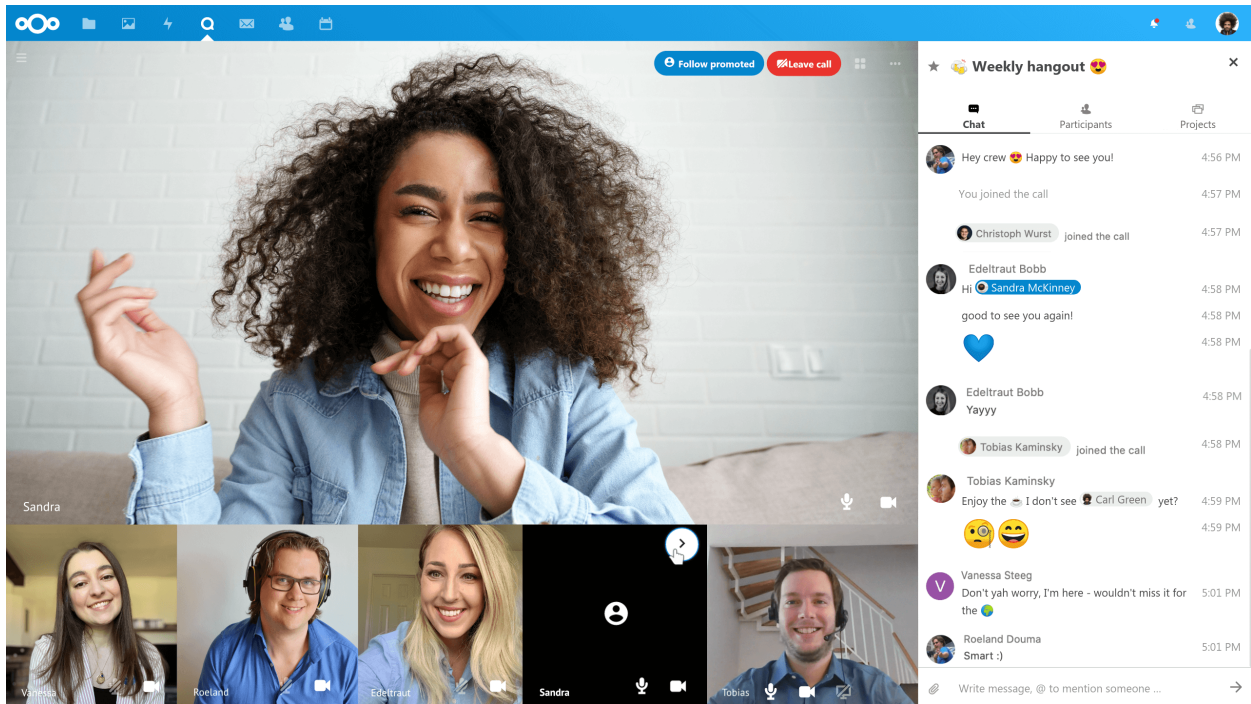 Follow promoted
Leave call
Sandra
Vanessa
Roeland
Edeltraut
Sandra
Tobias
🍻 Weekly hangout 😍
Chat
Participants
Projects
Hey crew 😍 Happy to see you! 4:56 PM
You joined the call 4:57 PM
Christoph Wurst joined the call 4:57 PM
Edeltraut Bobb
Hi Sandra McKinney 4:58 PM
good to see you again! 4:58 PM
💙 4:58 PM
Edeltraut Bobb 4:58 PM
Yayyy
Tobias Kaminsky joined the call 4:58 PM
Tobias Kaminsky
Enjoy the ☕ I don't see Carl Green yet? 4:59 PM
🧐😄 4:59 PM
V
Vanessa Steeg
Don't yah worry, I'm here - wouldn't miss it for 5:01 PM
the 🌍
Roeland Douma
Smart :) 5:01 PM
Write message, @ to mention someone ...